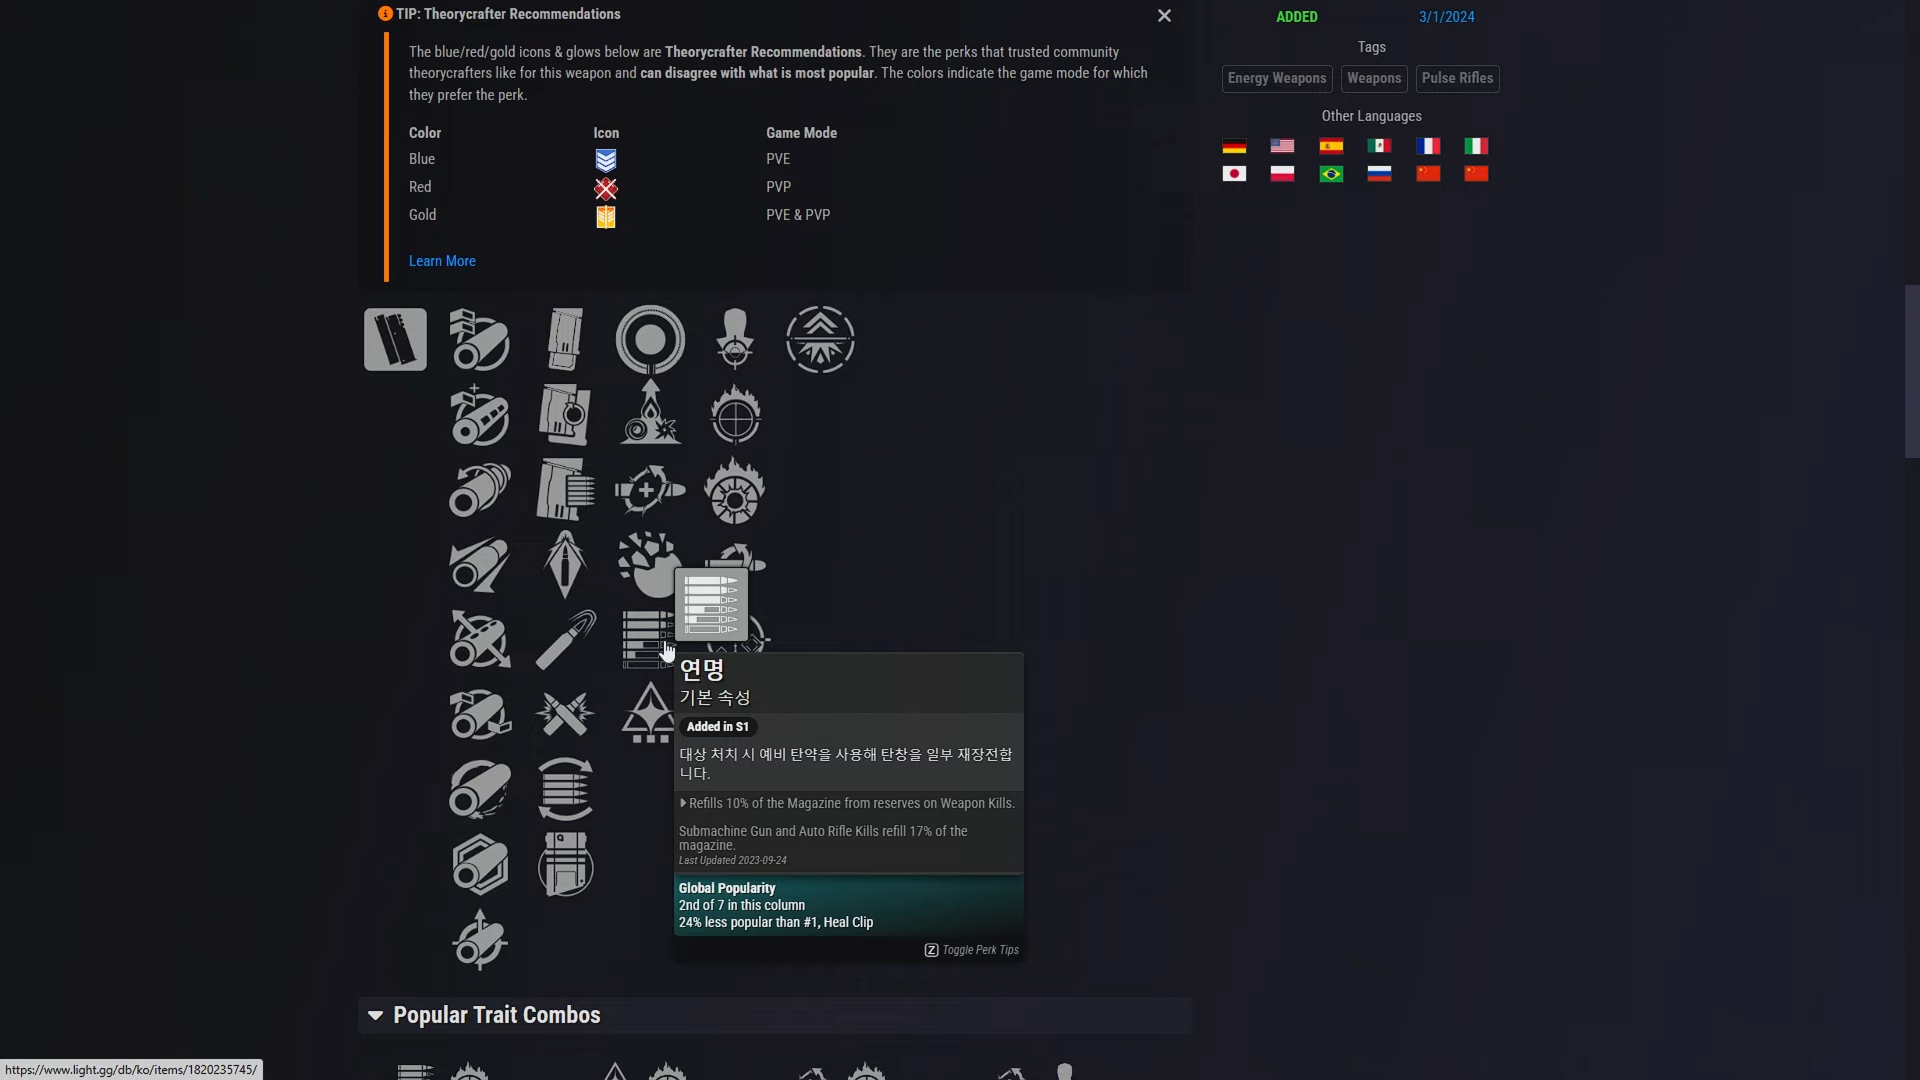 TIP: Theorycrafter Recommendations
The blue/red/gold icons & glows below are Theorycrafter Recommendations. They are the perks that trusted community
theorycrafters like for this weapon and can disagree with what is most popular. The colors indicate the game mode for which
they prefer the perk.
Color Icon Game Mode
Blue PVE
Red PVP
Gold PVE & PVP
Learn More
ADDED 3/1/2024
Tags
Energy Weapons Weapons Pulse Rifles
Other Languages
연명
기본 속성
Added in S1
대상 처치 시 예비 탄약을 사용해 탄창을 일부 재장전합
니다.
Refills 10% of the Magazine from reserves on Weapon Kills.
Submachine Gun and Auto Rifle Kills refill 17% of the
magazine.
Last Updated 2023-09-24
Global Popularity
2nd of 7 in this column
24% less popular than #1, Heal Clip
Z Toggle Perk Tips
Popular Trait Combos
https://www.light.gg/db/ko/items/1820235745/